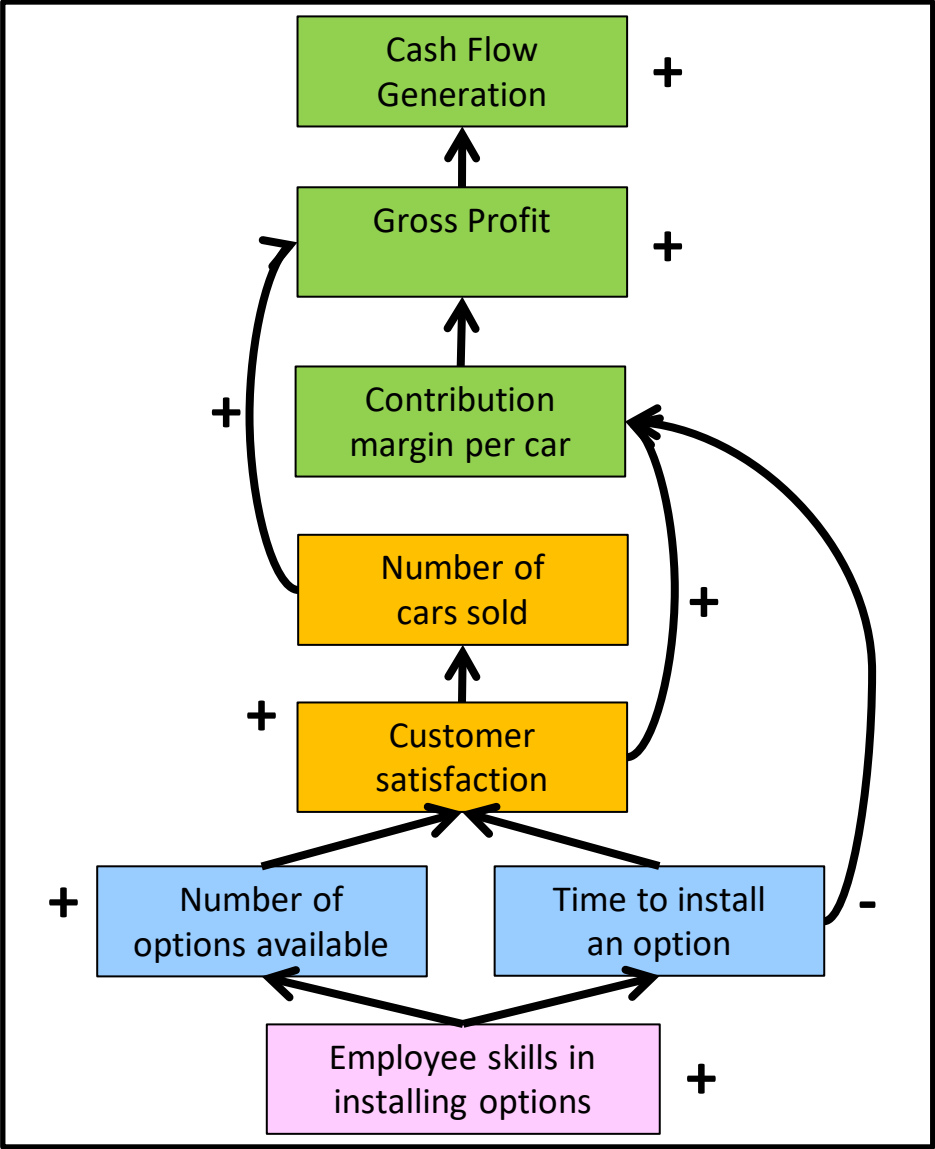 Cash Flow
Generation
+
Gross Profit
+
Contribution
margin per car
+
Number of
cars sold
+
+
Customer
satisfaction
+
Number of
options available
Time to install
an option
-
Employee skills in
installing options
+